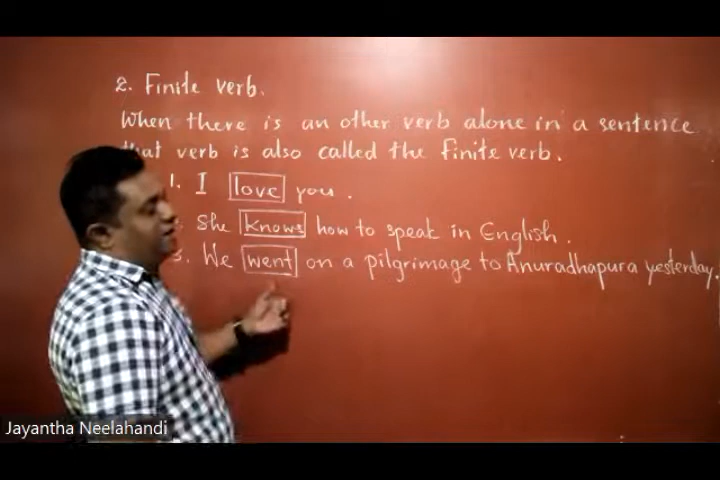 2. Finite verb.
When there is an other verb alone in a sentence
that verb is also called the finite verb.
1. I love you.
She knows how to speak in English.
3. We went on a pilgrimage to Anuradhapura yesterday.
Jayantha Neelahandi